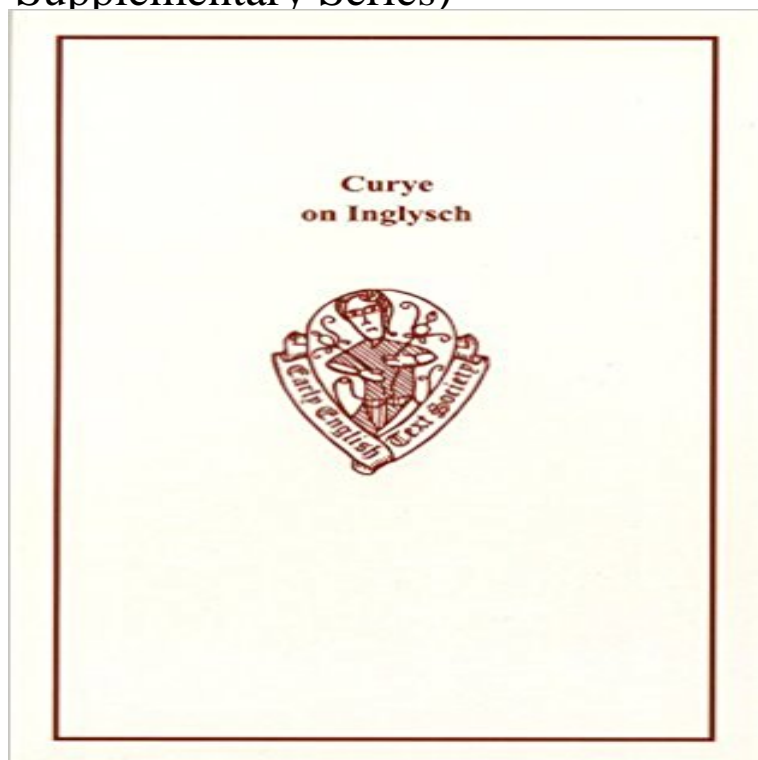 Supplementary Series)
Curye
on Inglysch
Early English
Text Society